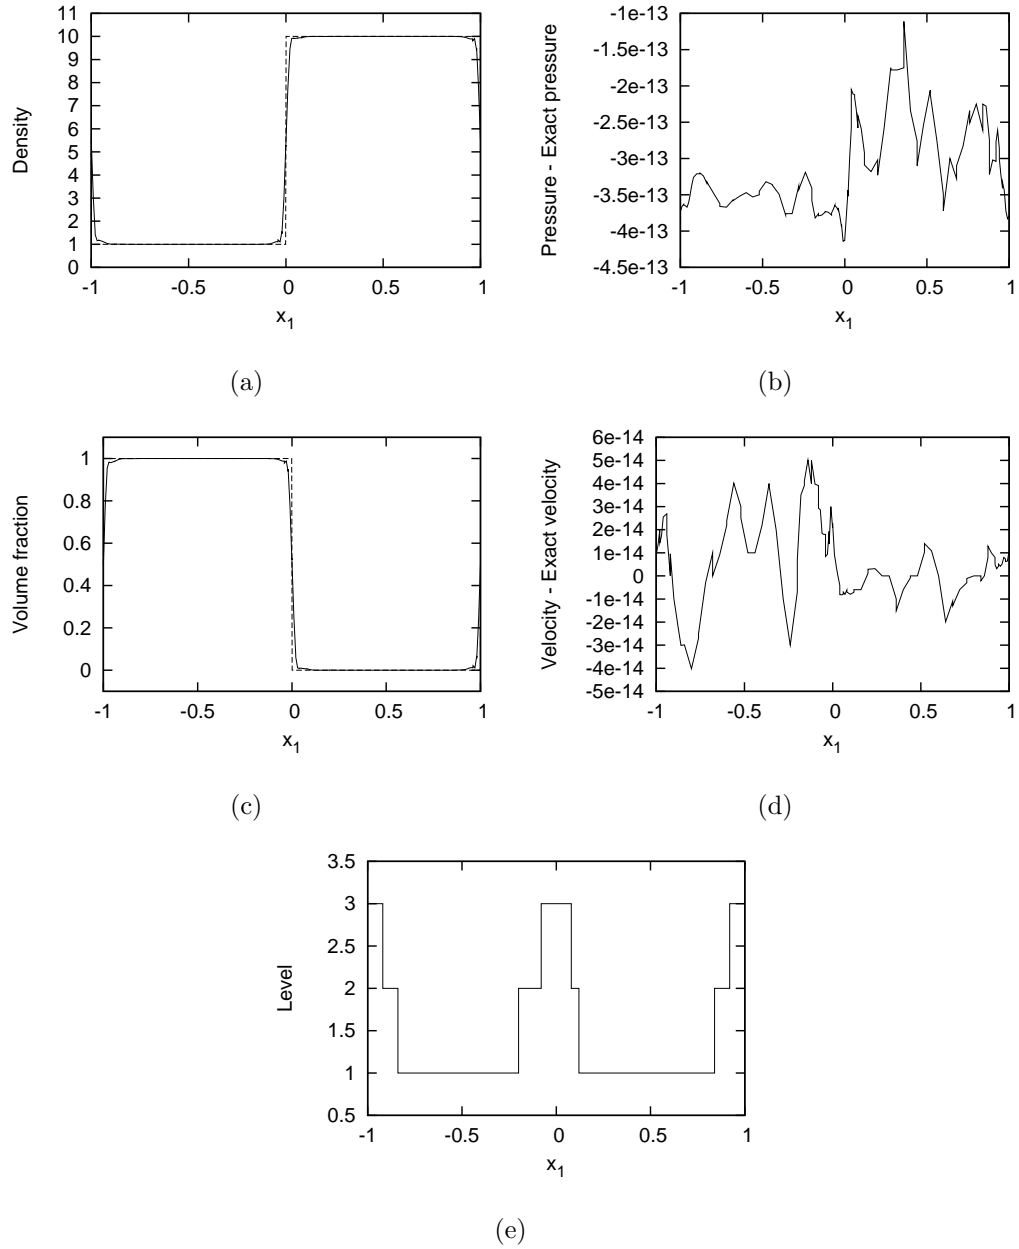 11
10
9
8
7
6
5
4
3
2
1
0
-1
-0.5
0
0.5
1
Density
x1
(a)
-1e-13
-1.5e-13
-2e-13
-2.5e-13
-3e-13
-3.5e-13
-4e-13
-4.5e-13
-1
-0.5
0
0.5
1
Pressure - Exact pressure
x1
(b)
1
0.8
0.6
0.4
0.2
0
-1
-0.5
0
0.5
1
Volume fraction
x1
(c)
6e-14
5e-14
4e-14
3e-14
2e-14
1e-14
0
-1e-14
-2e-14
-3e-14
-4e-14
-5e-14
-1
-0.5
0
0.5
1
Velocity - Exact velocity
x1
(d)
3.5
3
2.5
2
1.5
1
0.5
-1
-0.5
0
0.5
1
Level
x1
(e)